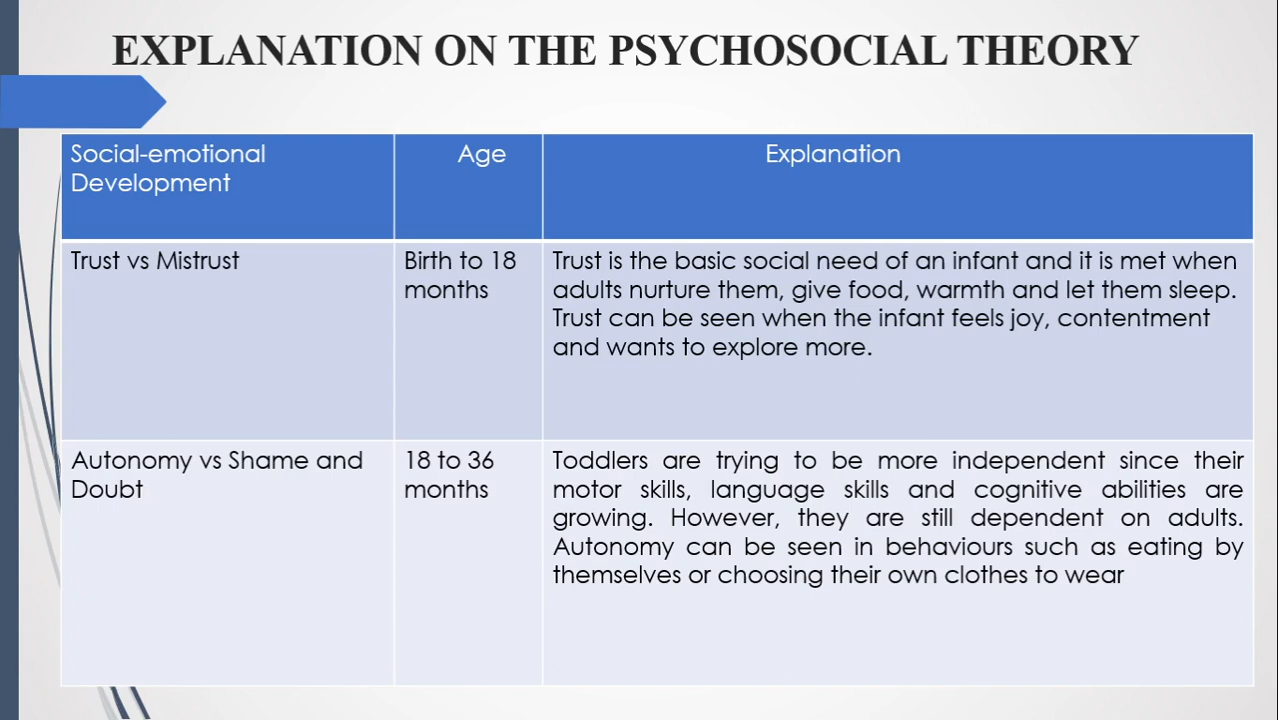 EXPLANATION ON THE PSYCHOSOCIAL THEORY
Social-emotional
Development
Age
Explanation
Trust vs Mistrust
Birth to 18
months
Trust is the basic social need of an infant and it is met when
adults nurture them, give food, warmth and let them sleep.
Trust can be seen when the infant feels joy, contentment
and wants to explore more.
Autonomy vs Shame and
Doubt
18 to 36
months
Toddlers are trying to be more independent since their
motor skills, language skills and cognitive abilities are
growing. However, they are still dependent on adults.
Autonomy can be seen in behaviours such as eating by
themselves or choosing their own clothes to wear